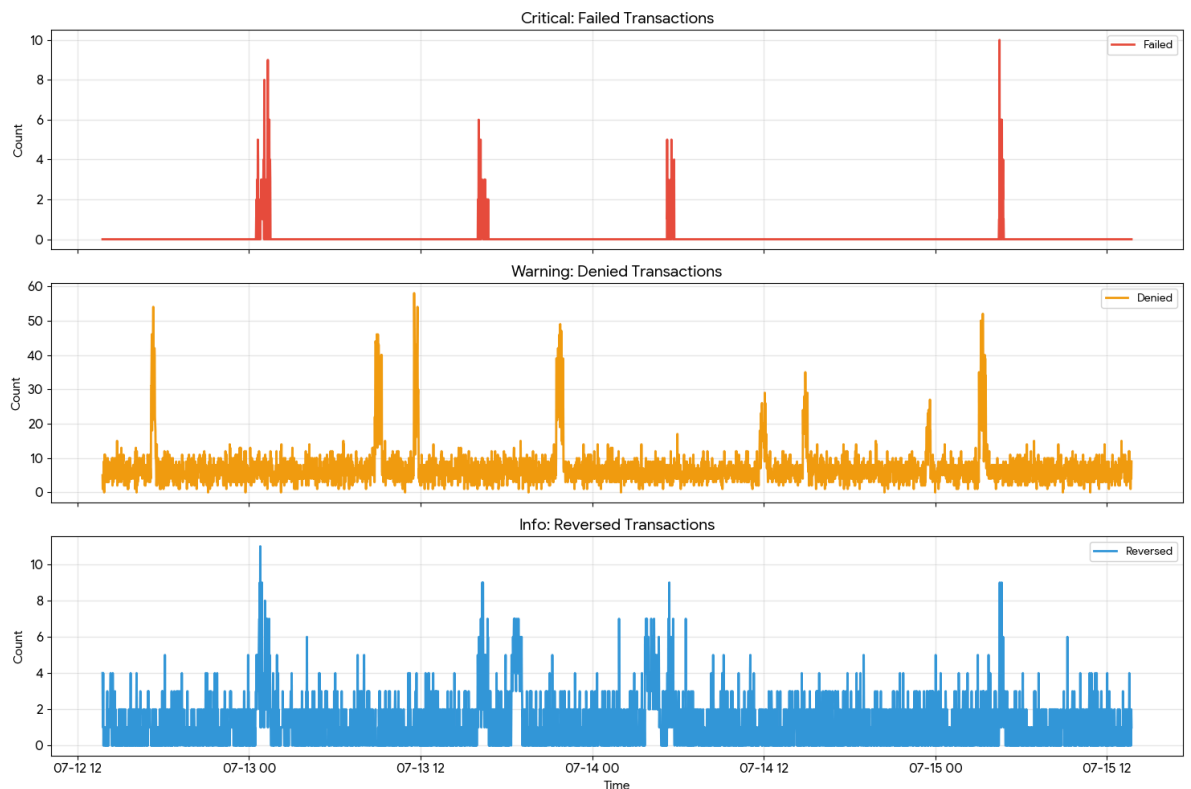 Critical: Failed Transactions
Failed
10
8
6
4
2
0
Count
Warning: Denied Transactions
Denied
60
50
40
30
20
10
0
Count
Info: Reversed Transactions
Reversed
10
8
6
4
2
0
Count
07-12 12
07-13 00
07-13 12
07-14 00
07-14 12
07-15 00
07-15 12
Time